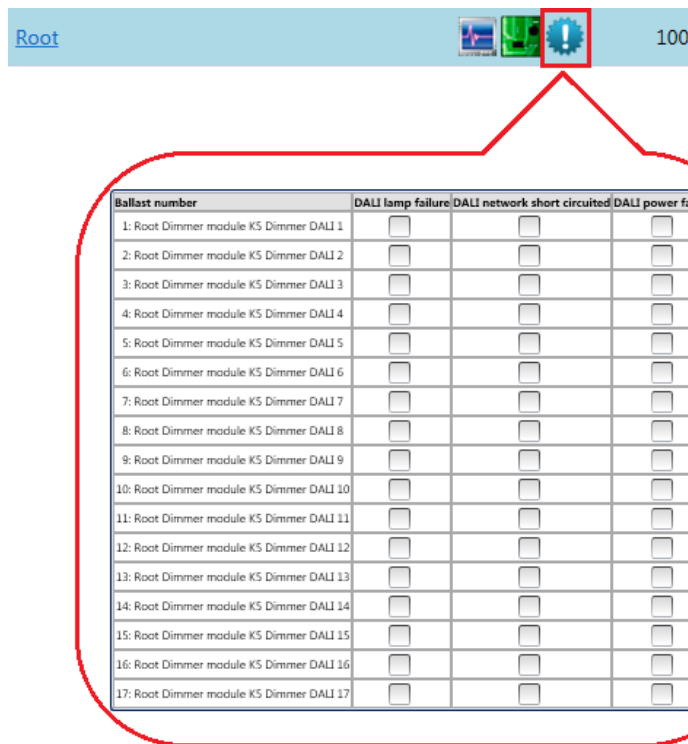 Root 100
Ballast number DALI lamp failure DALI network short circuited DALI power fa
1: Root Dimmer module K5 Dimmer DALI 1
2: Root Dimmer module K5 Dimmer DALI 2
3: Root Dimmer module K5 Dimmer DALI 3
4: Root Dimmer module K5 Dimmer DALI 4
5: Root Dimmer module K5 Dimmer DALI 5
6: Root Dimmer module K5 Dimmer DALI 6
7: Root Dimmer module K5 Dimmer DALI 7
8: Root Dimmer module K5 Dimmer DALI 8
9: Root Dimmer module K5 Dimmer DALI 9
10: Root Dimmer module K5 Dimmer DALI 10
11: Root Dimmer module K5 Dimmer DALI 11
12: Root Dimmer module K5 Dimmer DALI 12
13: Root Dimmer module K5 Dimmer DALI 13
14: Root Dimmer module K5 Dimmer DALI 14
15: Root Dimmer module K5 Dimmer DALI 15
16: Root Dimmer module K5 Dimmer DALI 16
17: Root Dimmer module K5 Dimmer DALI 17